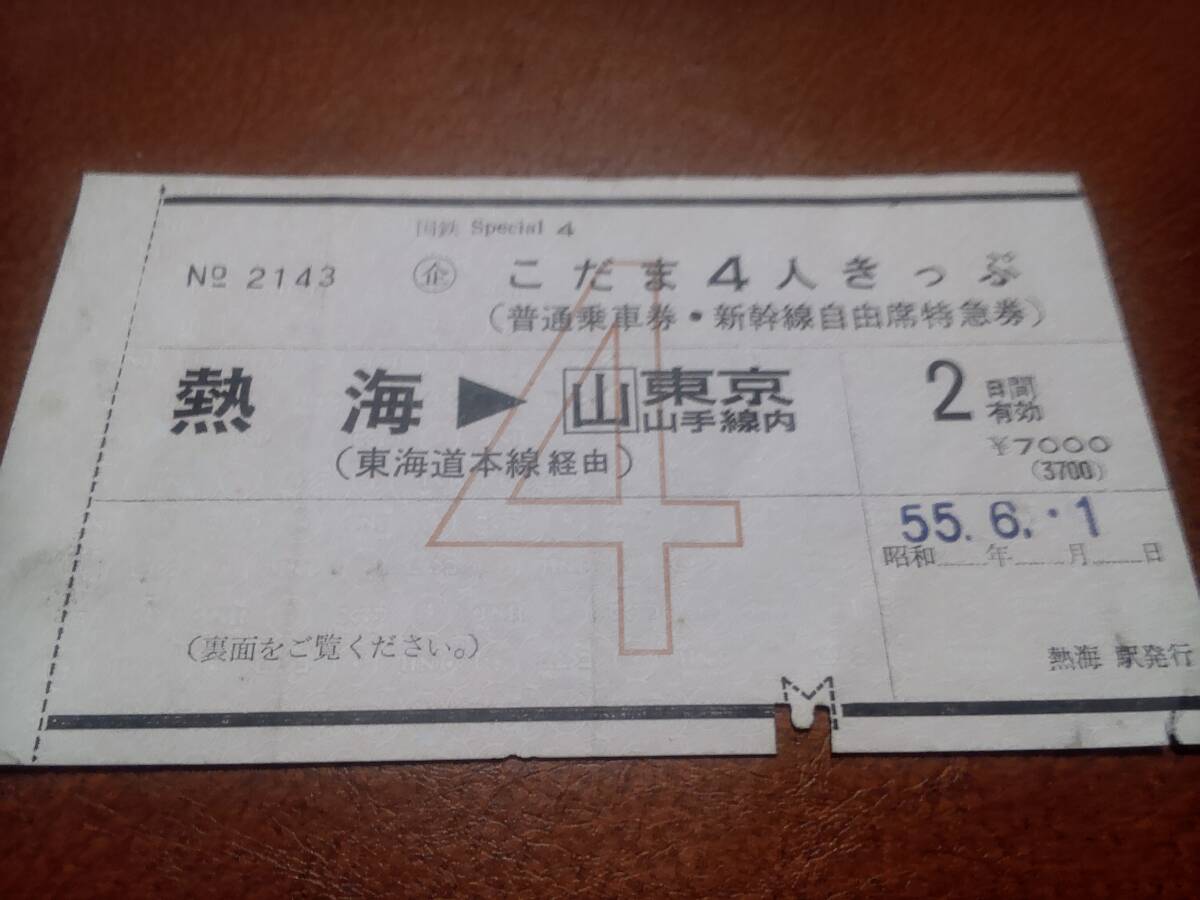 国鉄 Special 4
№ 2143 ㊭ こだま4人きっぷ
(普通乗車券・新幹線自由席特急券)
熱海▶山東京山手線内
2日間有効
(東海道本線経由)
¥7000
(3700)
55.6.・1
昭和 年 月 日
(裏面をご覧ください。)
熱海 駅発行
4